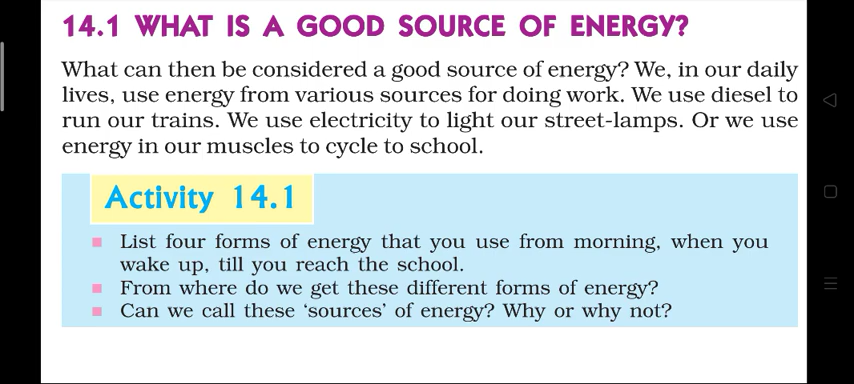 14.1 WHAT IS A GOOD SOURCE OF ENERGY?
What can then be considered a good source of energy? We, in our daily
lives, use energy from various sources for doing work. We use diesel to
run our trains. We use electricity to light our street-lamps. Or we use
energy in our muscles to cycle to school.
Activity 14.1
■ List four forms of energy that you use from morning, when you
wake up, till you reach the school.
■ From where do we get these different forms of energy?
■ Can we call these ‘sources’ of energy? Why or why not?